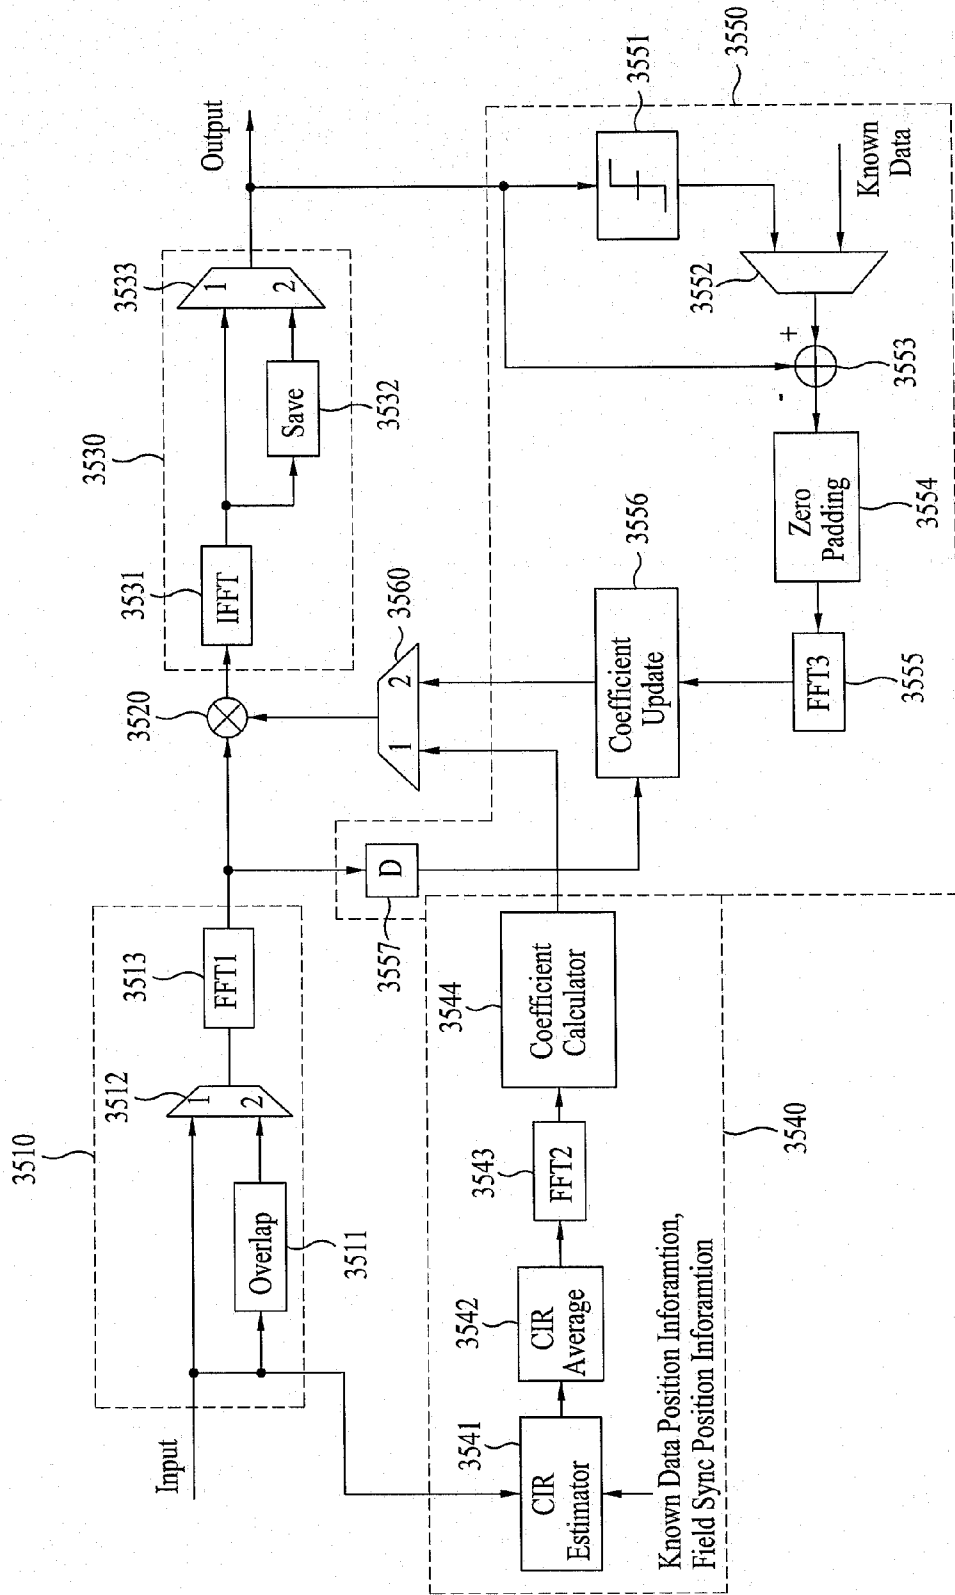 Input
3510
Overlap
3511
1
2
3512
FFT1
3513
3520
3530
IFFT
3531
Save
3532
1
2
3533
Output
D
3557
1
2
3560
CIR
Estimator
3541
CIR
Average
3542
FFT2
3543
Coefficient
Calculator
3544
3540
Known Data Position Inforamtion,
Field Sync Position Inforamtion
Coefficient
Update
3556
FFT3
3555
Zero
Padding
3554
+
-
3553
3552
3551
Known
Data
3550